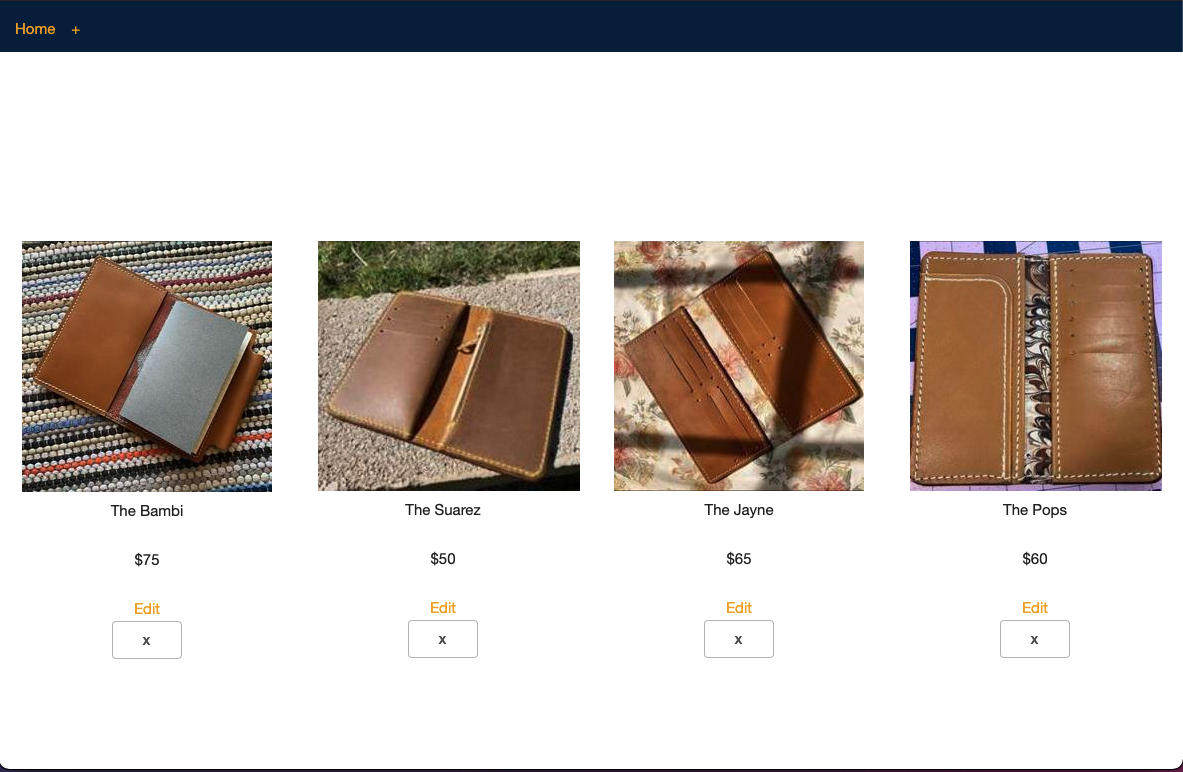 Home +
The Bambi
$75
Edit
x
The Suarez
$50
Edit
x
The Jayne
$65
Edit
x
The Pops
$60
Edit
x